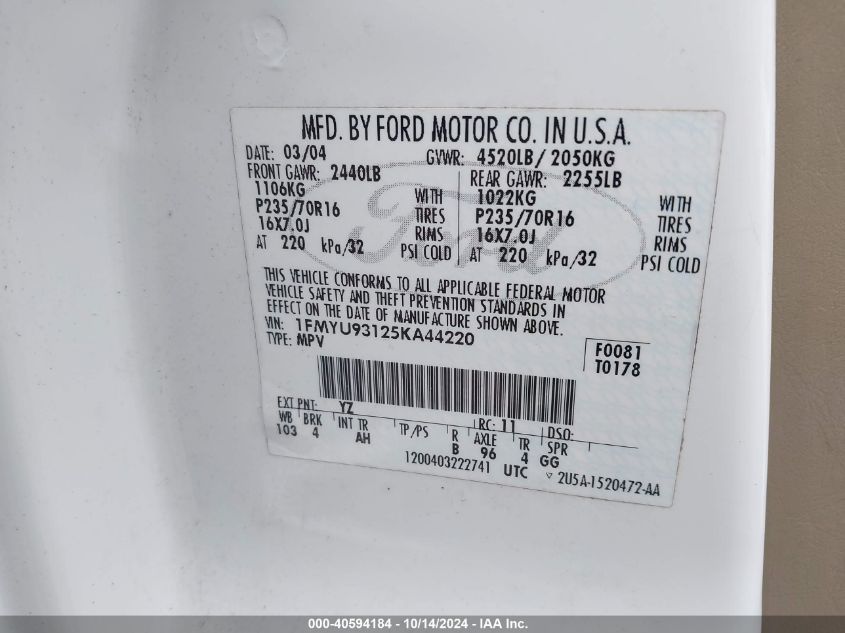 MFD. BY FORD MOTOR CO. IN U.S.A.
DATE: 03/04 GVWR: 4520LB/ 2050KG
FRONT GAWR: 2440LB REAR GAWR: 2255LB
1106KG WITH 1022KG WITH
P235/70R16 TIRES P235/70R16 TIRES
16X7.0J RIMS 16X7.0J RIMS
AT 220 kPa/32 PSI COLD AT 220 kPa/32 PSI COLD
Ford
THIS VEHICLE CONFORMS TO ALL APPLICABLE FEDERAL MOTOR
VEHICLE SAFETY AND THEFT PREVENTION STANDARDS IN
EFFECT ON THE DATE OF MANUFACTURE SHOWN ABOVE.
VIN: 1FMYU93125KA44220
TYPE: MPV
F0081
T0178
EXT PNT: YZ RC: 11 DSO:
WB BRK INT TR TP/PS R AXLE TR SPR
103 4 AH B 96 4 GG
1200403222741 UTC 2U5A-1520472-AA
000-40594184 - 10/14/2024 - IAA Inc.